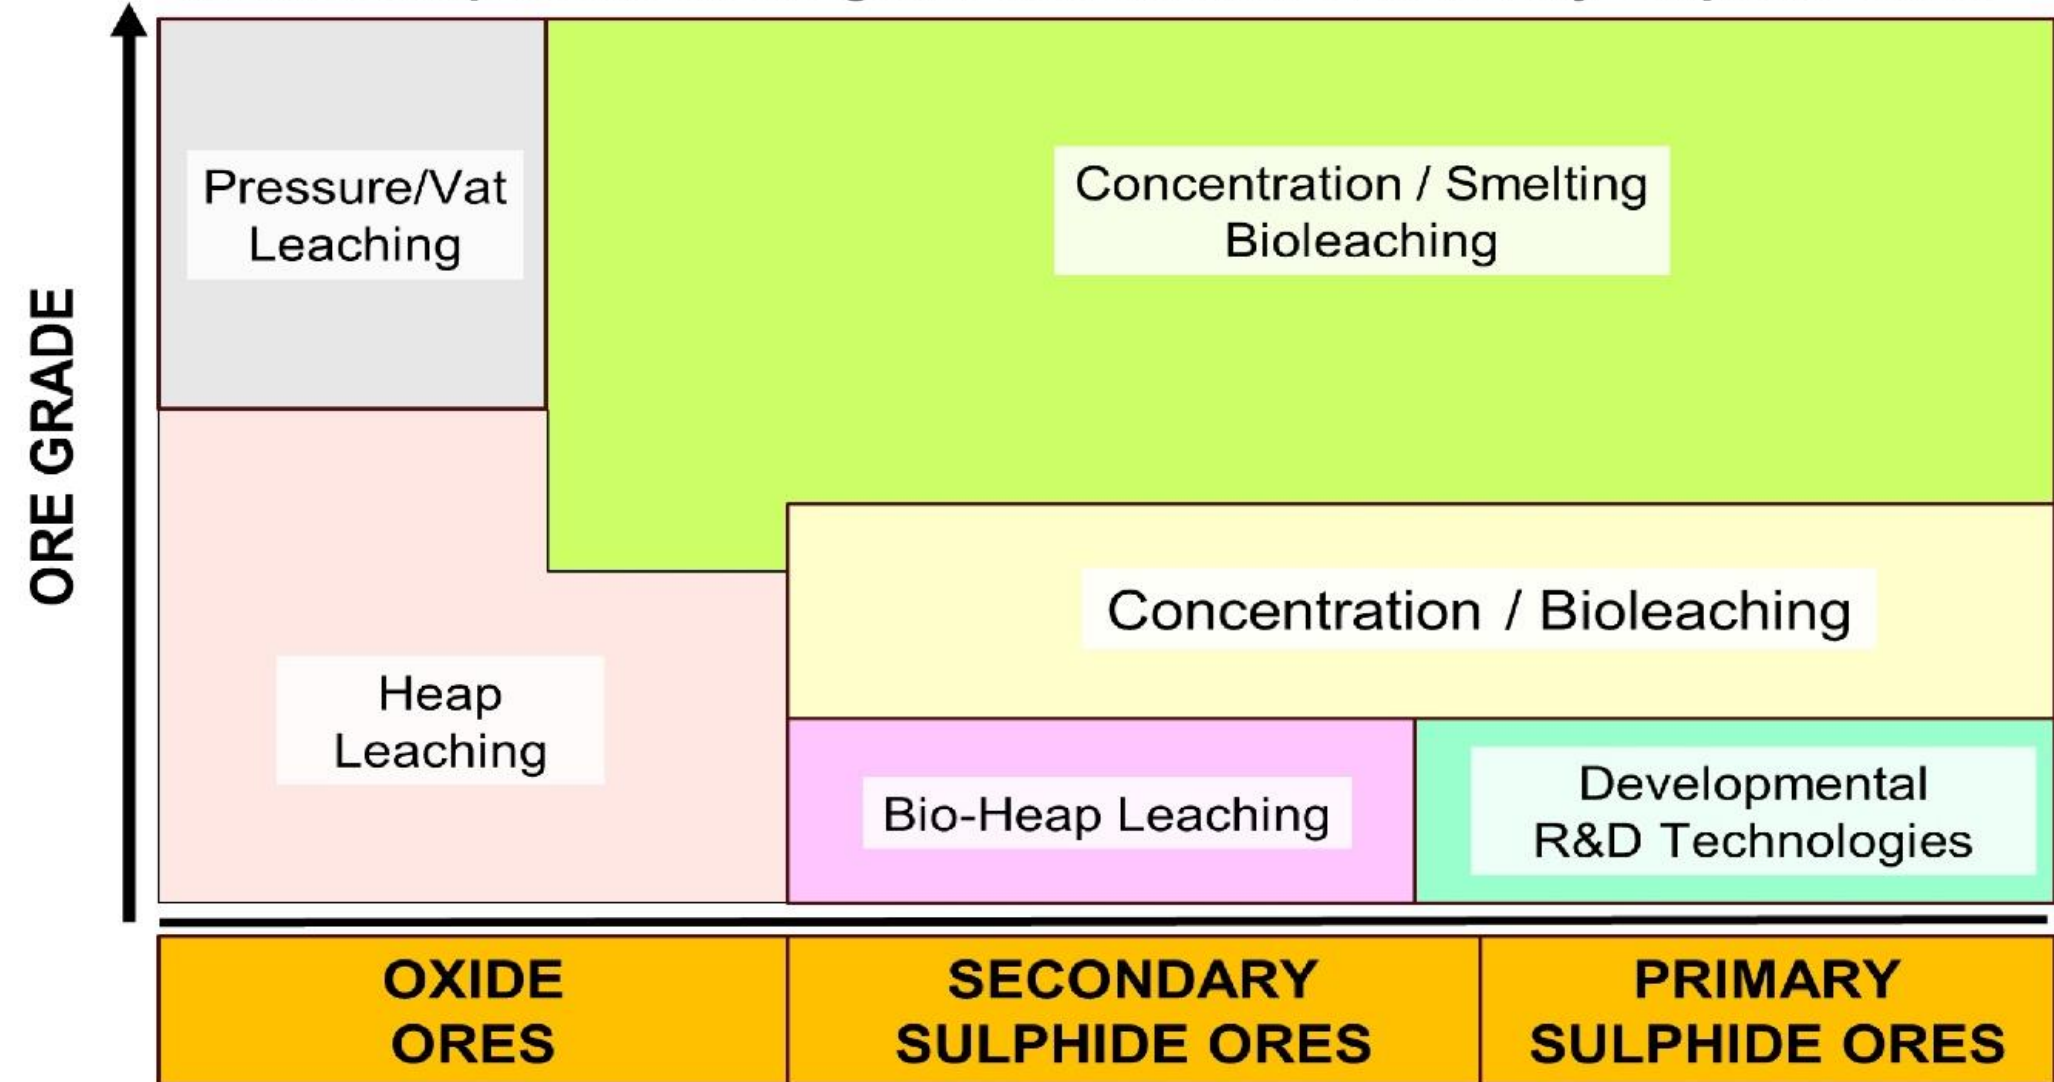 Pressure/Vat
Leaching
Concentration / Smelting
Bioleaching
ORE GRADE
Concentration / Bioleaching
Heap
Leaching
Bio-Heap Leaching
Developmental
R&D Technologies
OXIDE
ORES
SECONDARY
SULPHIDE ORES
PRIMARY
SULPHIDE ORES